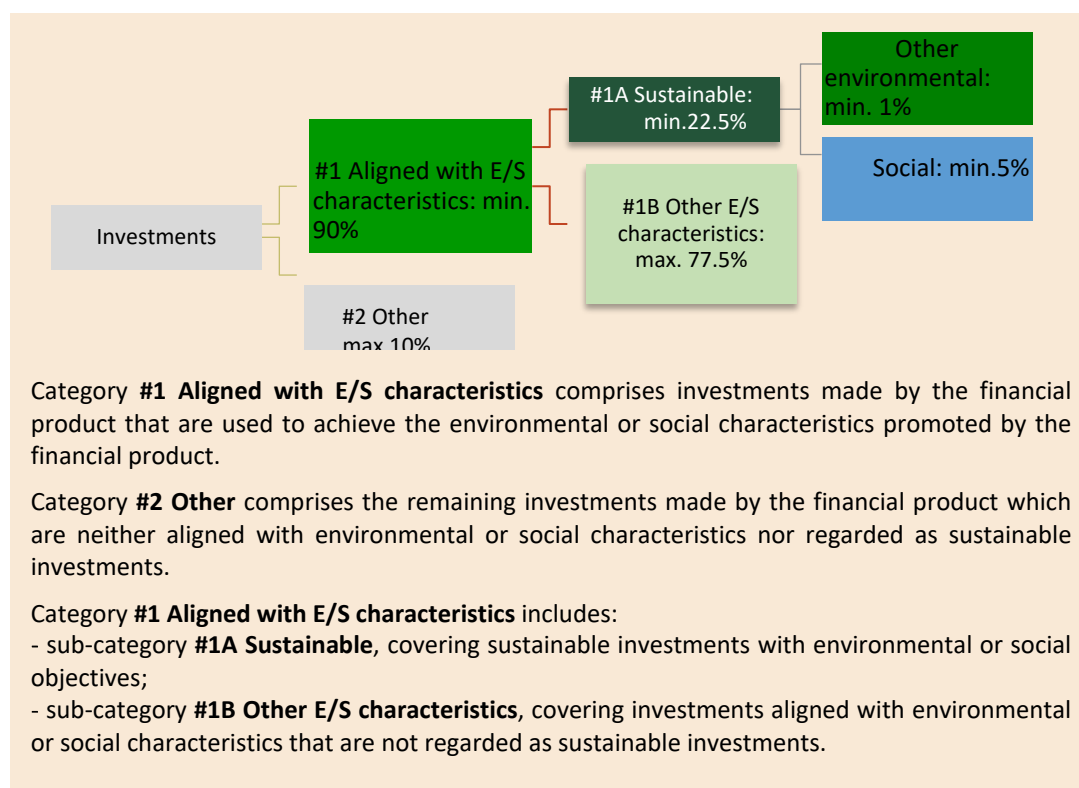 Other
environmental:
min. 1%
#1A Sustainable:
min.22.5%
Social: min.5%
#1 Aligned with E/S
characteristics: min.
90%
#1B Other E/S
characteristics:
max. 77.5%
Investments
#2 Other
max 10%
Category #1 Aligned with E/S characteristics comprises investments made by the financial
product that are used to achieve the environmental or social characteristics promoted by the
financial product.
Category #2 Other comprises the remaining investments made by the financial product which
are neither aligned with environmental or social characteristics nor regarded as sustainable
investments.
Category #1 Aligned with E/S characteristics includes:
- sub-category #1A Sustainable, covering sustainable investments with environmental or social
objectives;
- sub-category #1B Other E/S characteristics, covering investments aligned with environmental
or social characteristics that are not regarded as sustainable investments.